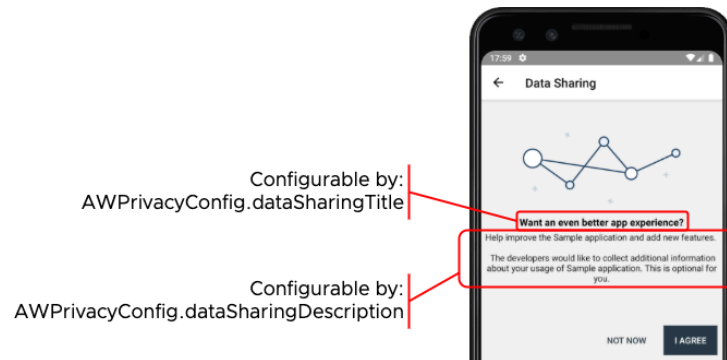 17:59
Data Sharing
Configurable by:
AWPrivacyConfig.dataSharingTitle
Want an even better app experience?
Help improve the Sample application and add new features.
The developers would like to collect additional information
about your usage of Sample application. This is optional for
you.
Configurable by:
AWPrivacyConfig.dataSharingDescription
NOT NOW
I AGREE